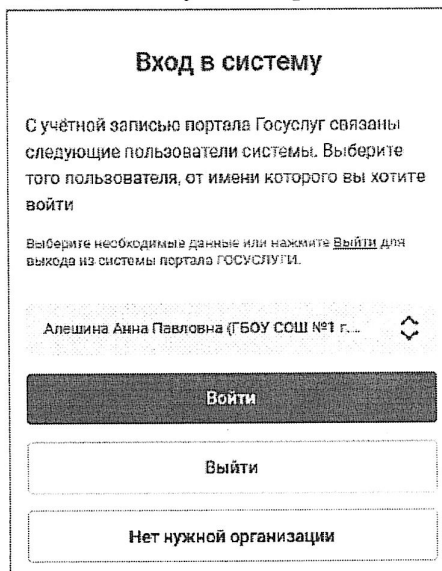 Вход в систему
С учётной записью портала Госуслуг связаны
следующие пользователи системы. Выберите
того пользователя, от имени которого вы хотите
войти
Выберите необходимые данные или нажмите Выйти для
выхода из системы портала ГОСУСЛУГИ.
Алешина Анна Павловна (ГБОУ СОШ №1 г. ...
Войти
Выйти
Нет нужной организации